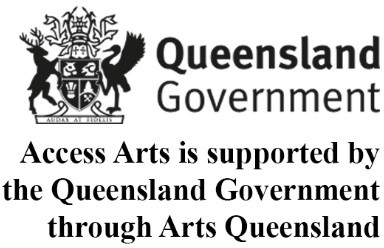 Queensland
Government
AUDAX AT FIDELIS
Access Arts is supported by
the Queensland Government
through Arts Queensland